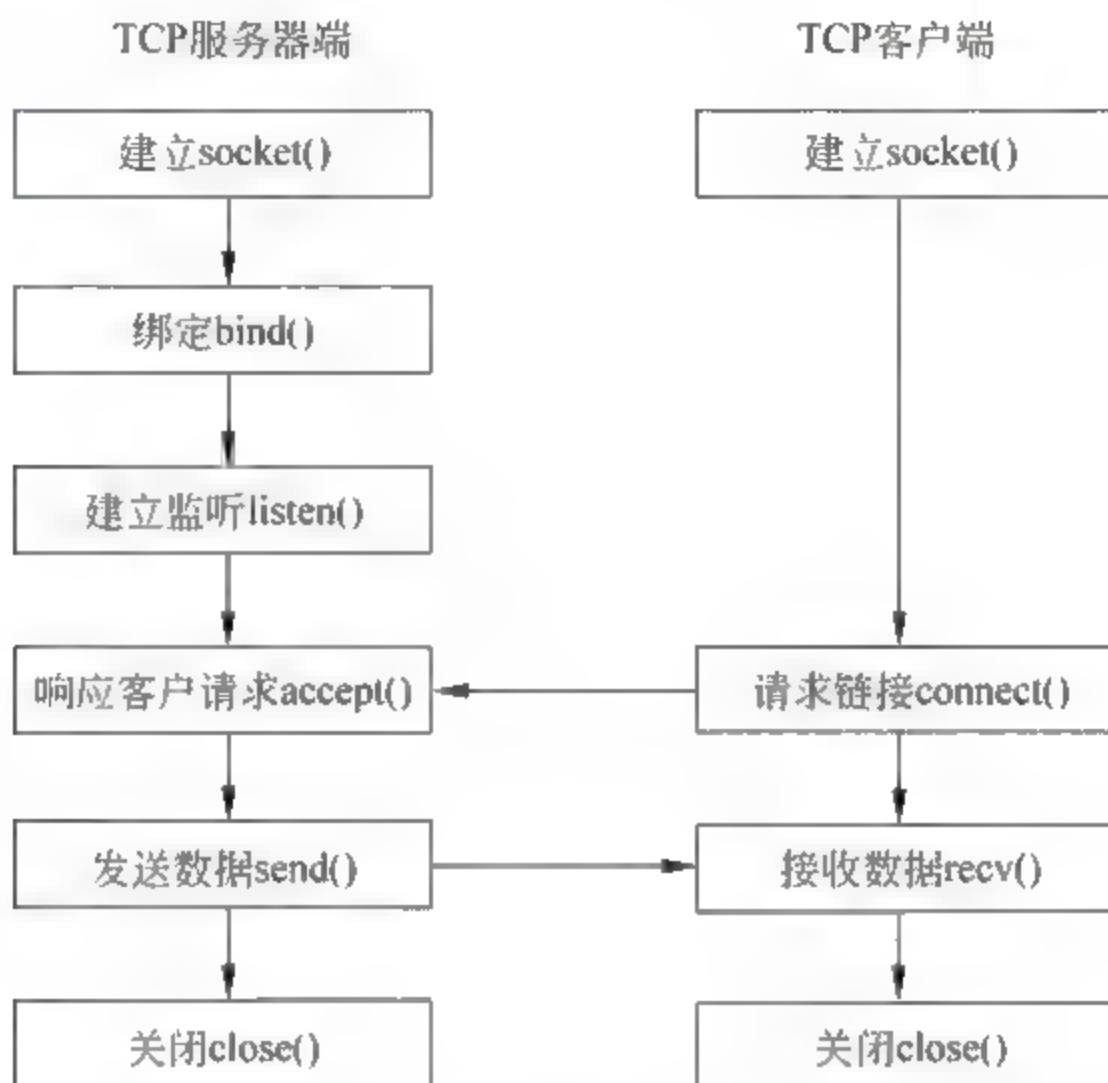 TCP服务器端
TCP客户端
建立socket()
建立socket()
绑定bind()
建立监听listen()
响应客户请求accept()
请求链接connect()
发送数据send()
接收数据recv()
关闭close()
关闭close()